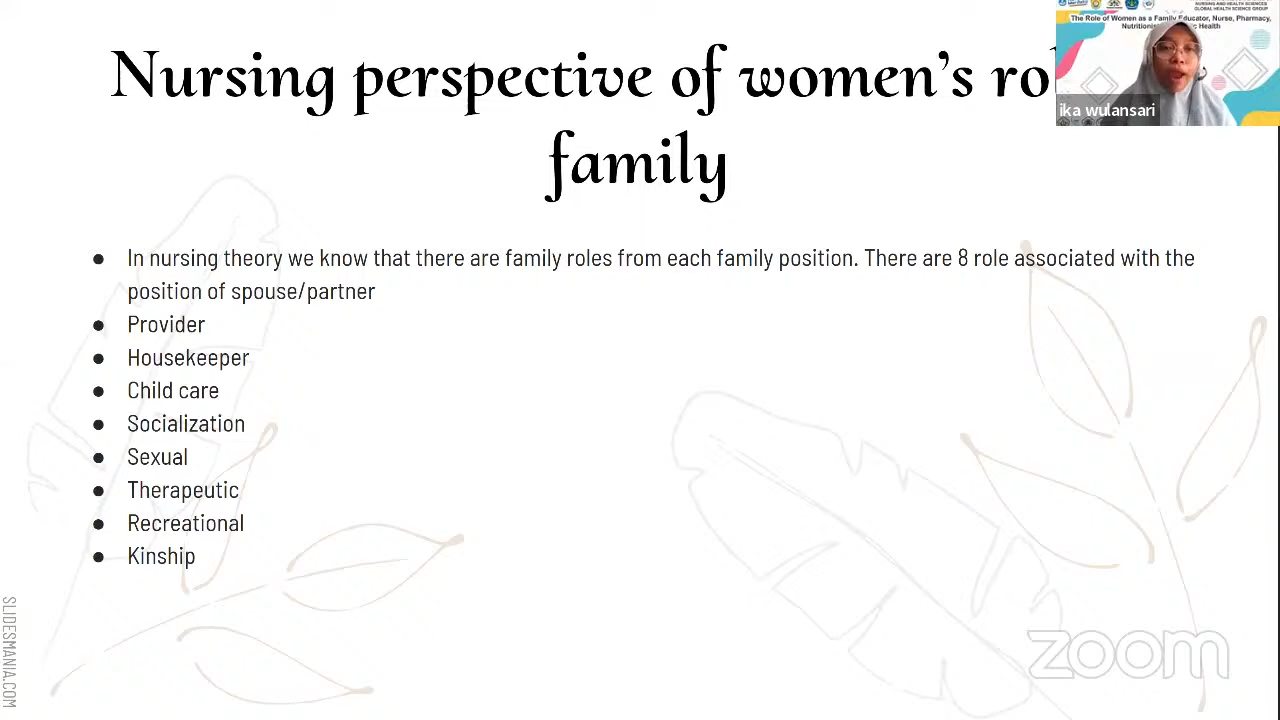 Nursing perspective of women’s
family
● In nursing theory we know that there are family roles from each family position. There are 8 role associated with the
position of spouse/partner
● Provider
● Housekeeper
● Child care
● Socialization
● Sexual
● Therapeutic
● Recreational
● Kinship
NURSING AND HEALTH SCIENCES
GLOBAL HEALTH SCIENCE GROUP
The Role of Women as a Family Educator, Nurse, Pharmacy,
Health
ika wulansari
SLIDESMANIA.COM
zoom